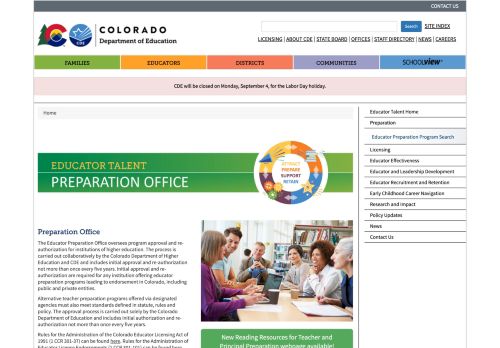 CONTACT US
COLORADO
Department of Education
CDE
Search
SITE INDEX
LICENSING | ABOUT CDE | STATE BOARD | OFFICES | STAFF DIRECTORY | NEWS | CAREERS
FAMILIES
EDUCATORS
DISTRICTS
COMMUNITIES
SCHOOLVIEW
CDE will be closed on Monday, September 4, for the Labor Day holiday.
Home
EDUCATOR TALENT
PREPARATION OFFICE
ATTRACT
PREPARE
SUPPORT
RETAIN
Preparation Office
The Educator Preparation Office oversees program approval and re-
authorization for institutions of higher education. The process is
carried out collaboratively by the Colorado Department of Higher
Education and CDE and includes initial approval and re-authorization
not more than once every five years. Initial approval and re-
authorization are required for any institution offering educator
preparation programs leading to endorsement in Colorado, including
public and private entities.
Alternative teacher preparation programs offered via designated
agencies must also meet standards defined in statute, rules and
policy. The approval process is carried out solely by the Colorado
Department of Education and includes initial authorization and re-
authorization not more than once every five years.
Rules for the Administration of the Colorado Educator Licensing Act of
1991 (1 CCR 301-37) can be found here. Rules for the Administration of
New Reading Resources for Teacher and
Principal Preparation webpage available!
Educator Talent Home
Preparation
Educator Preparation Program Search
Licensing
Educator Effectiveness
Educator and Leadership Development
Educator Recruitment and Retention
Early Childhood Career Navigation
Research and Impact
Policy Updates
News
Contact Us